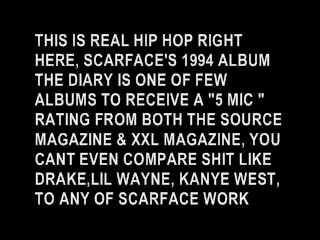 THIS IS REAL HIP HOP RIGHT
HERE, SCARFACE'S 1994 ALBUM
THE DIARY IS ONE OF FEW
ALBUMS TO RECEIVE A "5 MIC "
RATING FROM BOTH THE SOURCE
MAGAZINE & XXL MAGAZINE, YOU
CANT EVEN COMPARE SHIT LIKE
DRAKE,LIL WAYNE, KANYE WEST,
TO ANY OF SCARFACE WORK